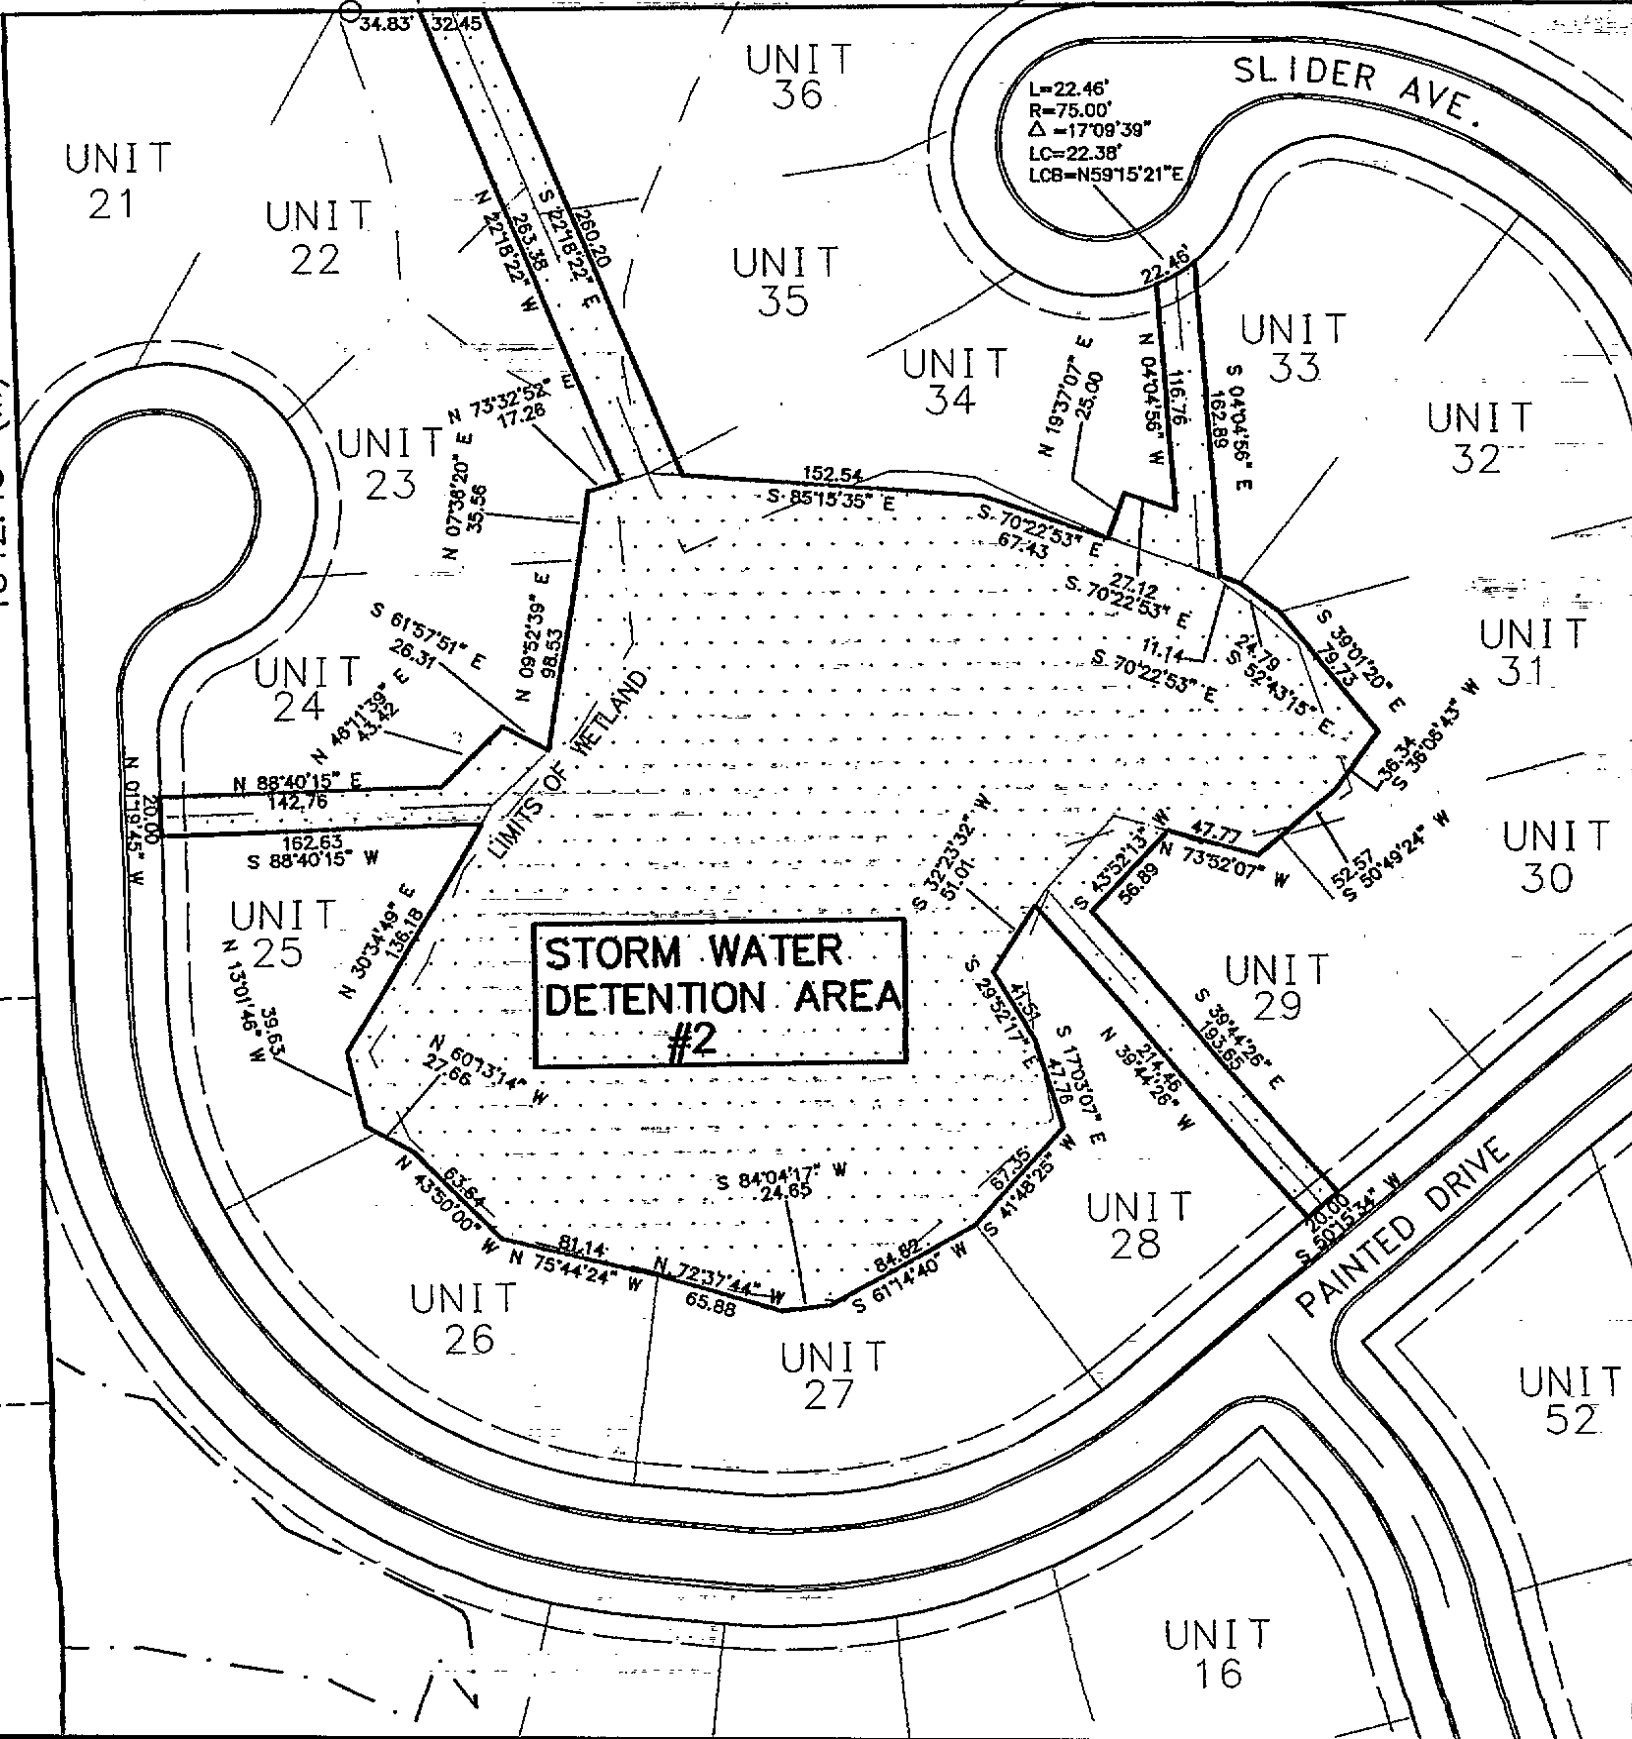 34.83'
32.45
UNIT
36
SLIDER AVE.
L=22.46'
R=75.00'
Δ =17°09'39"
LC=22.38'
LCB=N59°15'21"E
UNIT
21
UNIT
22
N 22°18'22" W
263.38
S 22°18'22" E
260.20
UNIT
35
22.46'
UNIT
33
UNIT
34
N 19°37'07" E
25.00
N 04°04'56" W
116.76
S 04°04'56" E
162.89
UNIT
32
N 73°32'52" E
17.26
UNIT
23
N 07°38'20" E
35.56
152.54
S 85°15'35" E
S 70°22'53" E
67.43
27.12
S 70°22'53" E
11.14
S 70°22'53" E
24.79
S 52°43'15" E
S 39°01'20" E
79.73
UNIT
31
S 61°57'51" E
26.31
N 09°52'39" E
98.53
UNIT
24
N 46°11'39" E
43.42
36.34
S 36°05'43" W
N 88°40'15" E
142.76
N 01°19'45" W
20.00
162.63
S 88°40'15" W
LIMITS OF WETLAND
47.77
N 73°52'07" W
52.57
S 50°49'24" W
UNIT
30
S 43°52'13" W
56.89
S 32°23'32" W
51.01
UNIT
25
N 30°34'49" E
136.18
N 13°01'46" W
39.63
STORM WATER
DETENTION AREA
#2
UNIT
29
41.51
S 29°52'17" E
S 17°03'07" E
47.76
214.46
N 39°44'26" W
S 39°44'26" E
193.65
N 60°13'14" W
27.66
63.64
N 43°50'00" W
S 84°04'17" W
24.65
67.35
S 41°48'25" W
81.14
N 75°44'24" W
N 72°37'44" W
65.88
84.82
S 61°14'40" W
UNIT
28
20.00
S 50°15'34" W
PAINTED DRIVE
UNIT
26
UNIT
27
UNIT
52
UNIT
16